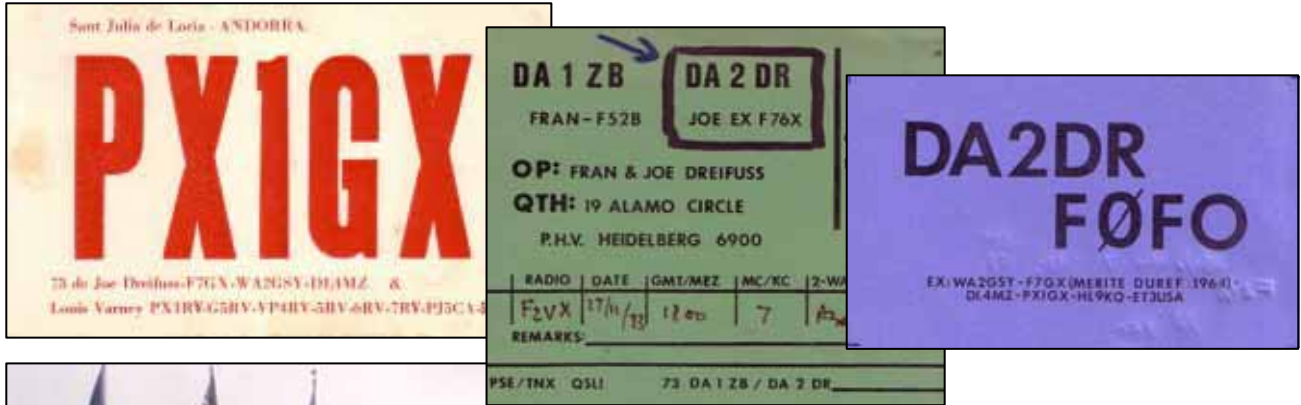 Sant Julia de Loria - ANDORRA
PX1GX
73 de Joe Dreifuss-F7GX-WA2GSY-DL4MZ &
Louis Varney PX1RV-G5RV-VP4RV-5RV-6RV-7RV-PJ5CA-
DA 1 ZB DA 2 DR
FRAN-F52B JOE EX F76X
OP: FRAN & JOE DREIFUSS
QTH: 19 ALAMO CIRCLE
P.H.V. HEIDELBERG 6900
RADIO DATE GMT/MEZ MC/KC 2-WA
F2VX 7
REMARKS:
PSE/TNX QSL! 73 DA 1 ZB / DA 2 DR
DA2DR
FØFO
EX: WA2GSY-F7GX (MERITE DUREF 1964)-
DL4MZ-PX1GX-HL9KQ-ET3USA